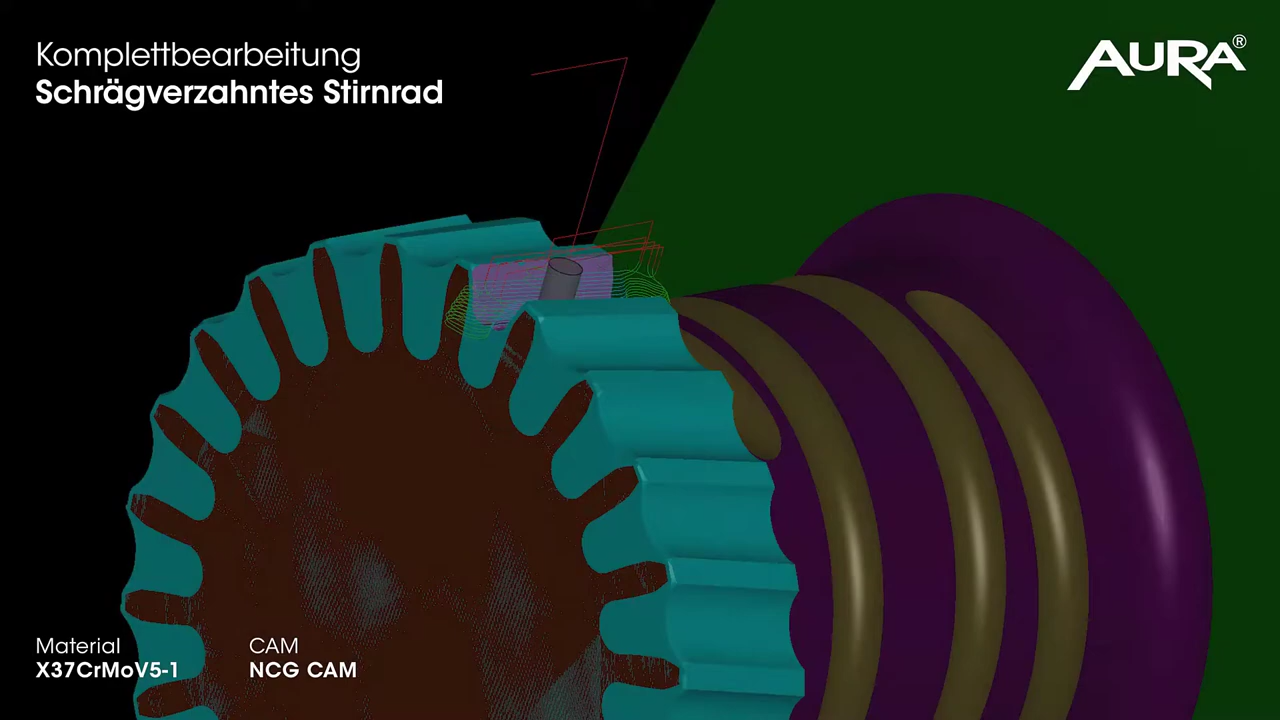 Komplettbearbeitung
Schrägverzahntes Stirnrad
AURA®
Material
X37CrMoV5-1
CAM
NCG CAM